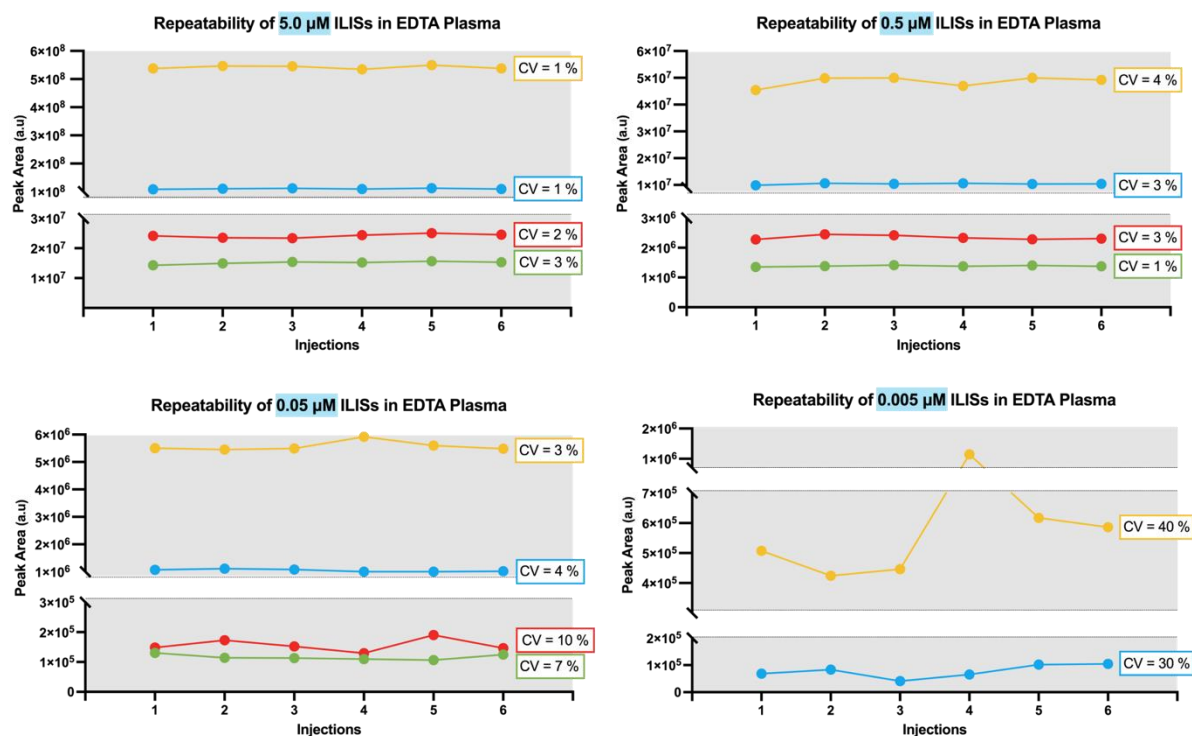 Repeatability of 5.0 µM ILISs in EDTA Plasma
Peak Area (a.u)
6×10⁸
5×10⁸
4×10⁸
3×10⁸
2×10⁸
1×10⁸
3×10⁷
2×10⁷
1×10⁷
CV = 1 %
CV = 1 %
CV = 2 %
CV = 3 %
1 2 3 4 5 6
Injections
Repeatability of 0.5 µM ILISs in EDTA Plasma
Peak Area (a.u)
6×10⁷
5×10⁷
4×10⁷
3×10⁷
2×10⁷
1×10⁷
3×10⁶
2×10⁶
1×10⁶
0
CV = 4 %
CV = 3 %
CV = 3 %
CV = 1 %
1 2 3 4 5 6
Injections
Repeatability of 0.05 µM ILISs in EDTA Plasma
Peak Area (a.u)
6×10⁶
5×10⁶
4×10⁶
3×10⁶
2×10⁶
1×10⁶
3×10⁵
2×10⁵
1×10⁵
0
CV = 3 %
CV = 4 %
CV = 10 %
CV = 7 %
1 2 3 4 5 6
Injections
Repeatability of 0.005 µM ILISs in EDTA Plasma
Peak Area (a.u)
2×10⁶
1×10⁶
7×10⁵
6×10⁵
5×10⁵
4×10⁵
2×10⁵
1×10⁵
0
CV = 40 %
CV = 30 %
1 2 3 4 5 6
Injections